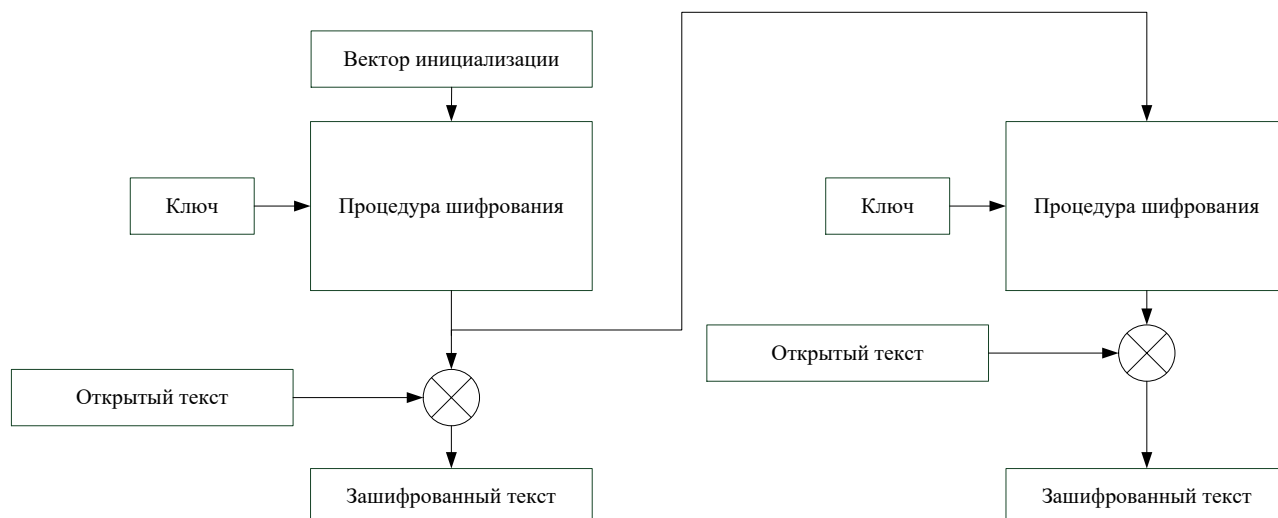 Вектор инициализации
Ключ
Процедура шифрования
Ключ
Процедура шифрования
Открытый текст
Открытый текст
Зашифрованный текст
Зашифрованный текст